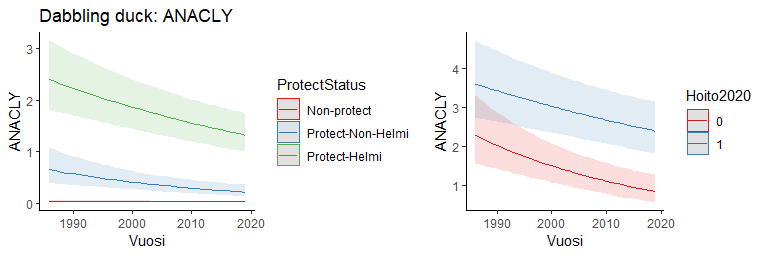 Dabbling duck: ANACLY
ANACLY
3
2
1
0
1990
2000
2010
2020
Vuosi
ProtectStatus
Non-protect
Protect-Non-Helmi
Protect-Helmi
ANACLY
4
3
2
1
1990
2000
2010
2020
Vuosi
Hoito2020
0
1